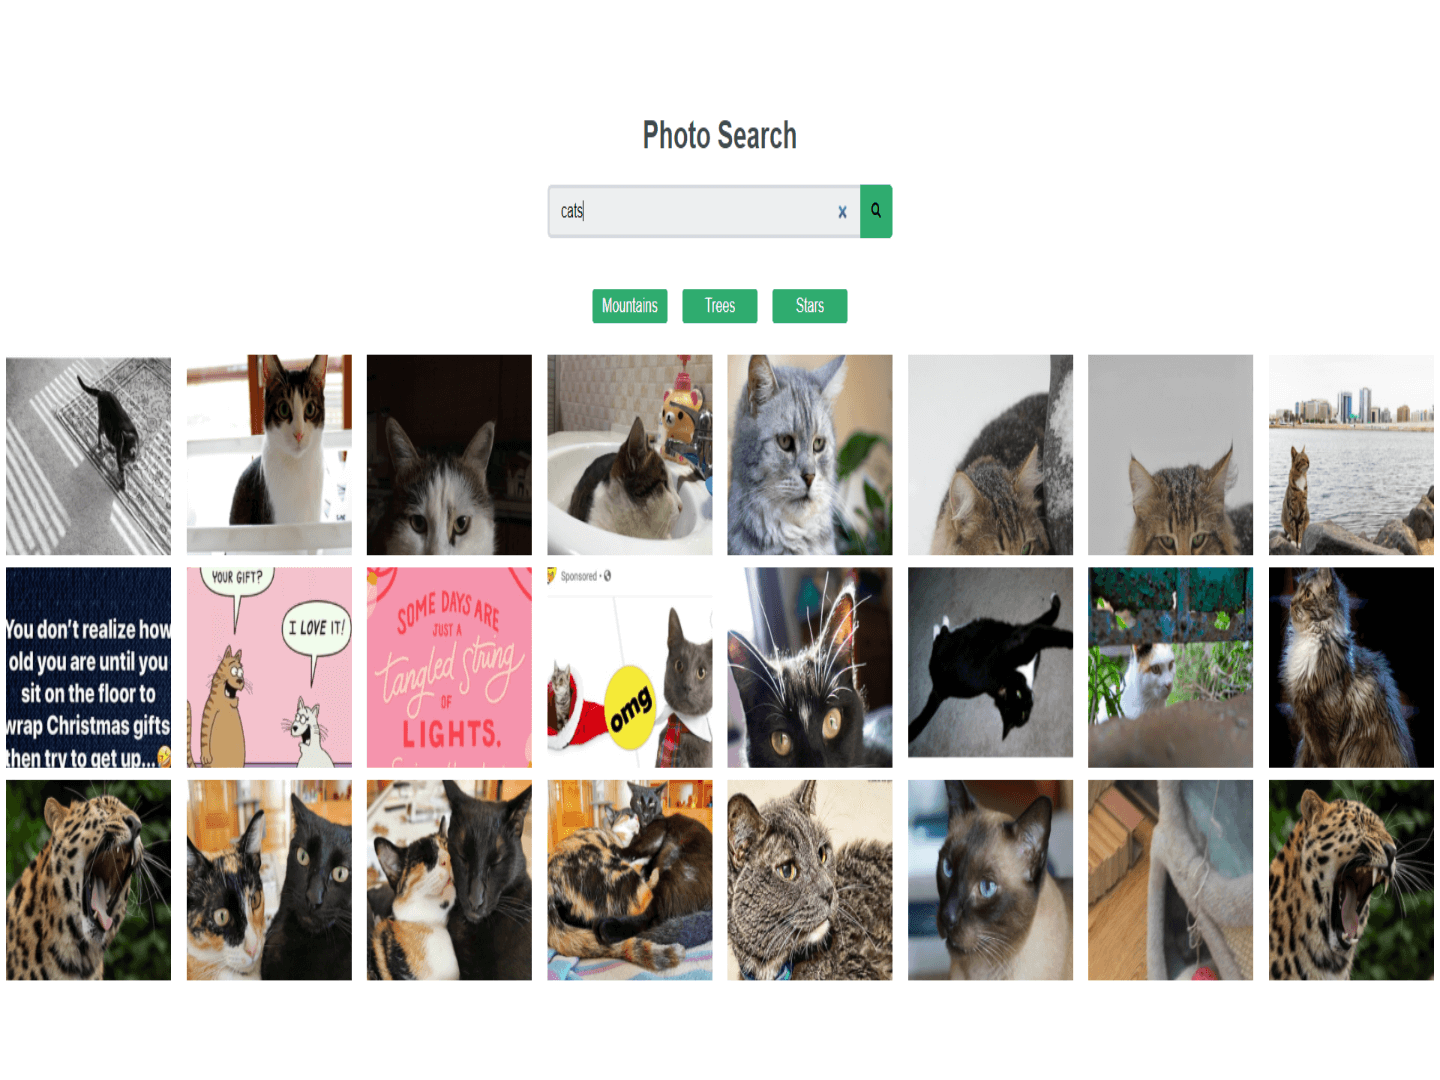 Photo Search
cats
Mountains
Trees
Stars
You don't realize how
old you are until you
sit on the floor to
wrap Christmas gifts
then try to get up...
YOUR GIFT?
I LOVE IT!
SOME DAYS ARE
JUST A
tangled string
OF
LIGHTS.
Sponsored •
omg